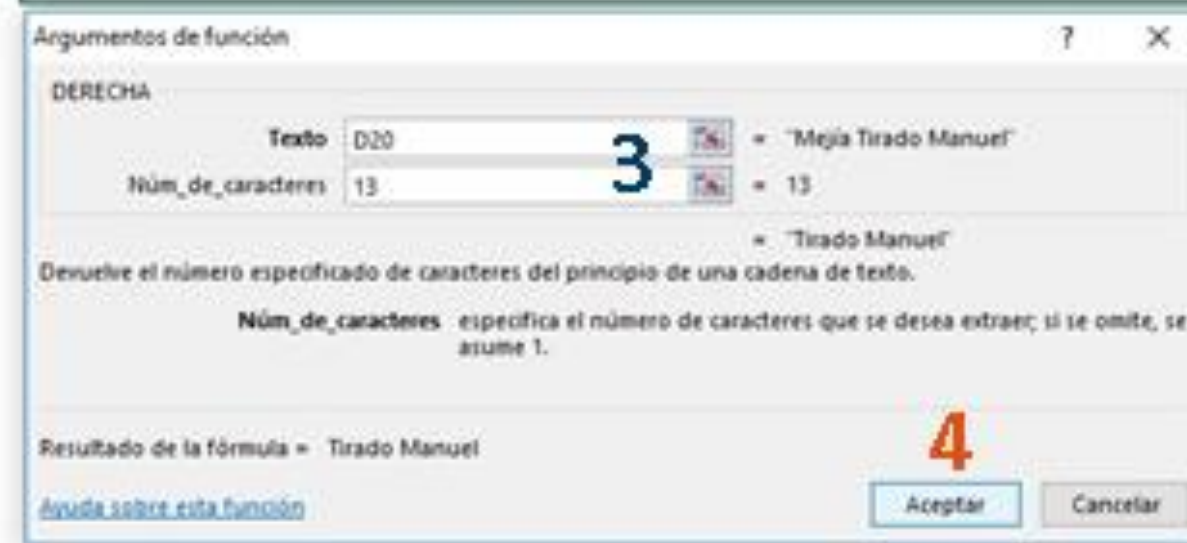 Argumentos de función ? ×
DERECHA
Texto D20 = "Mejía Tirado Manuel"
Núm_de_caracteres 13 = 13
3
= "Tirado Manuel"
Devuelve el número especificado de caracteres del principio de una cadena de texto.
Núm_de_caracteres especifica el número de caracteres que se desea extraer; si se omite, se
asume 1.
Resultado de la fórmula = Tirado Manuel
4
Ayuda sobre esta función Aceptar Cancelar